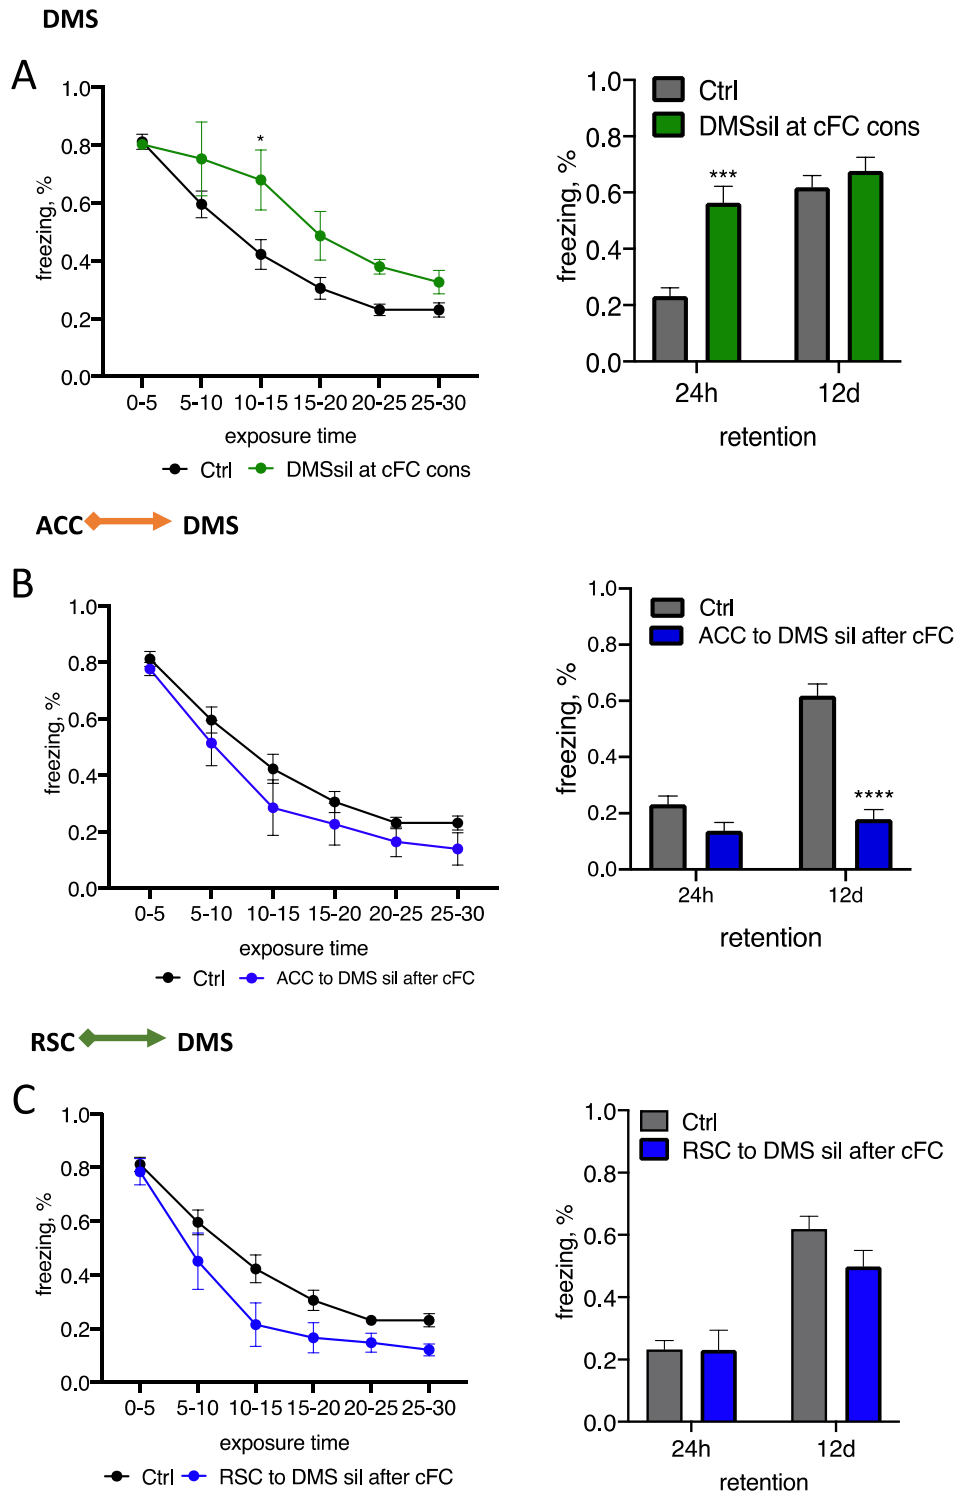 DMS
A
1.0
0.8
0.6
0.4
0.2
0.0
freezing, %
*
0-5 5-10 10-15 15-20 20-25 25-30
exposure time
Ctrl DMSsil at cFC cons
1.0
0.8
0.6
0.4
0.2
0.0
freezing, %
Ctrl
DMSsil at cFC cons
***
24h 12d
retention
ACC DMS
B
1.0
0.8
0.6
0.4
0.2
0.0
freezing, %
0-5 5-10 10-15 15-20 20-25 25-30
exposure time
Ctrl ACC to DMS sil after cFC
1.0
0.8
0.6
0.4
0.2
0.0
freezing, %
Ctrl
ACC to DMS sil after cFC
****
24h 12d
retention
RSC DMS
C
1.0
0.8
0.6
0.4
0.2
0.0
freezing, %
0-5 5-10 10-15 15-20 20-25 25-30
exposure time
Ctrl RSC to DMS sil after cFC
1.0
0.8
0.6
0.4
0.2
0.0
freezing, %
Ctrl
RSC to DMS sil after cFC
24h 12d
retention